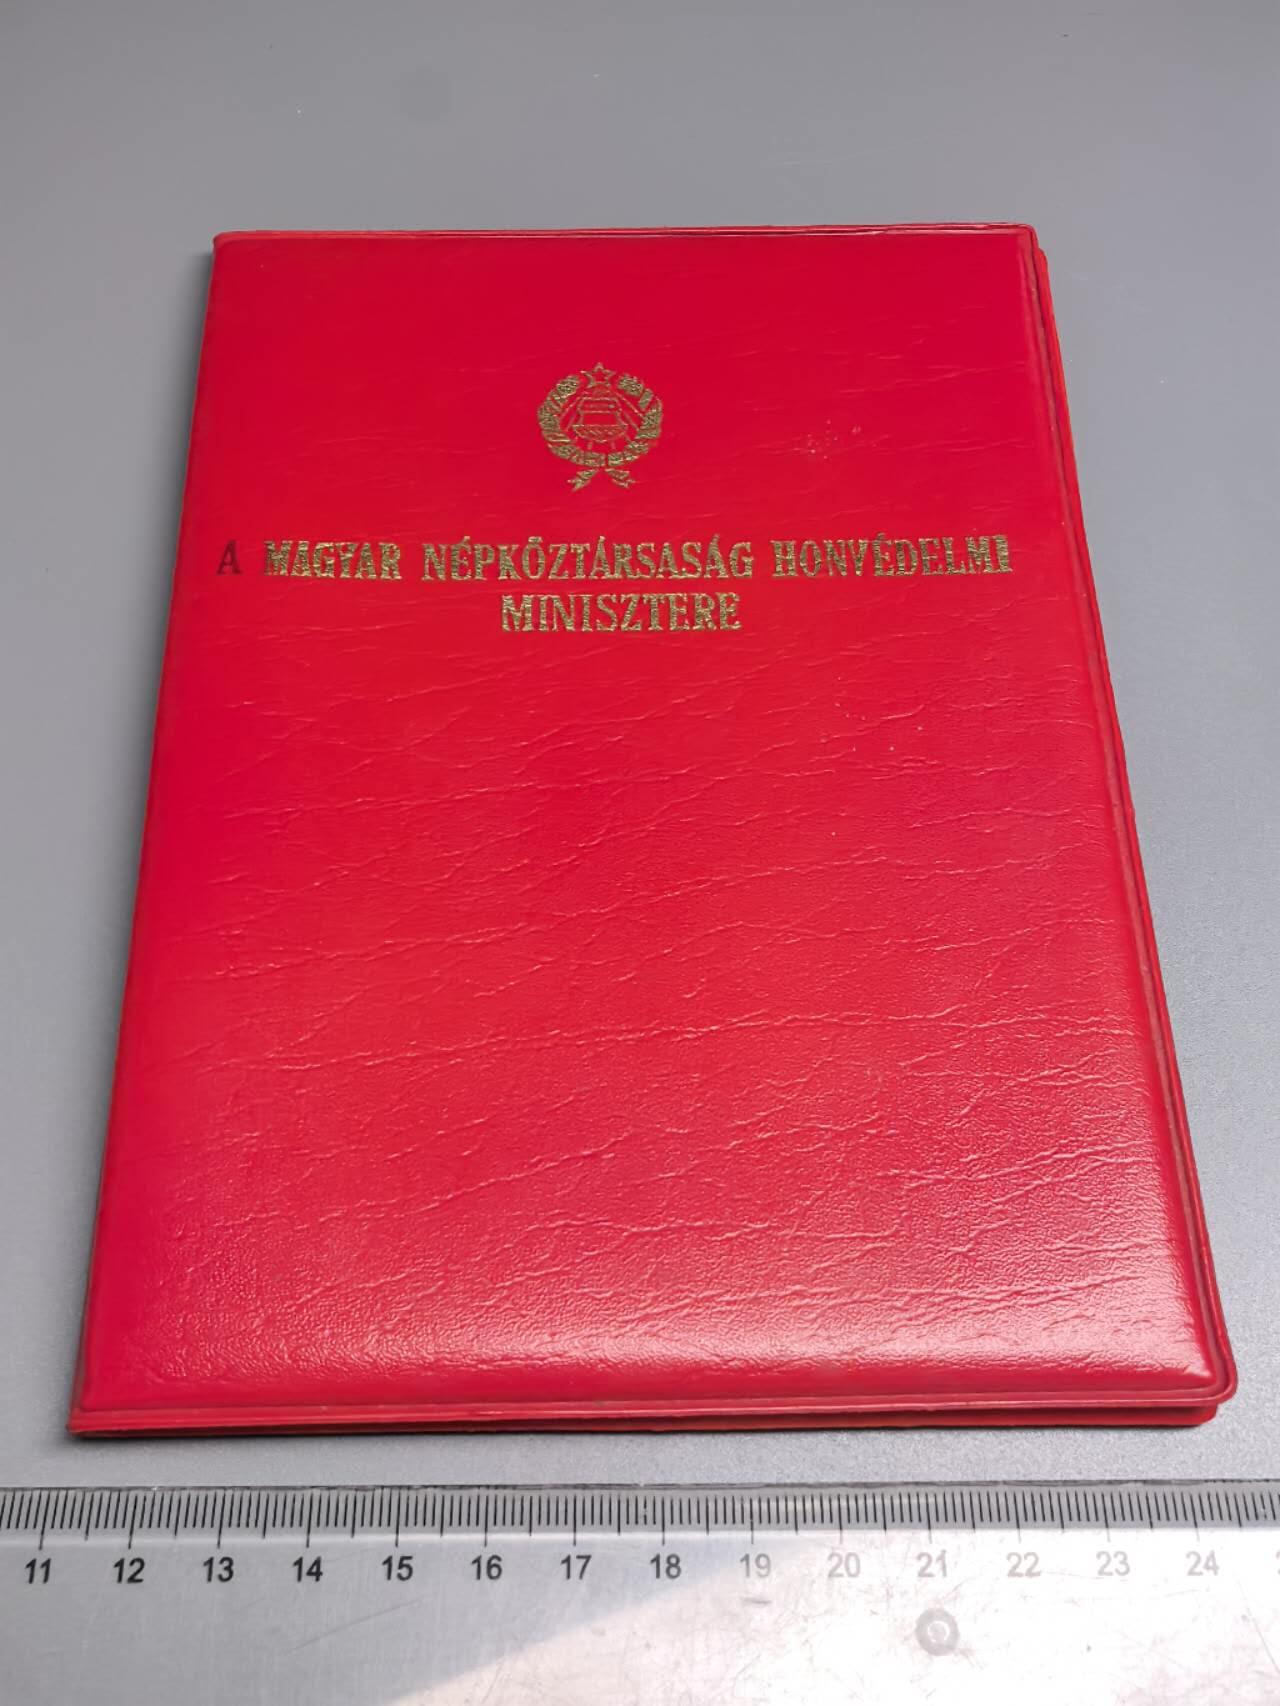 A MAGYAR NÉPKÖZTÁRSASÁG HONVÉDELMI
MINISZTERE
11 12 13 14 15 16 17 18 19 20 21 22 23 24